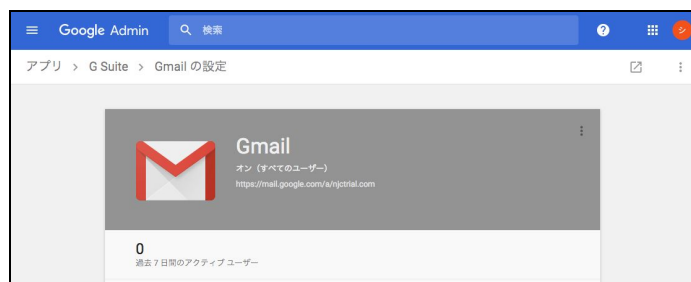 Google Admin 検索 シ
アプリ > G Suite > Gmail の設定
Gmail
オン（すべてのユーザー）
https://mail.google.com/a/njctrial.com
0
過去 7 日間のアクティブ ユーザー